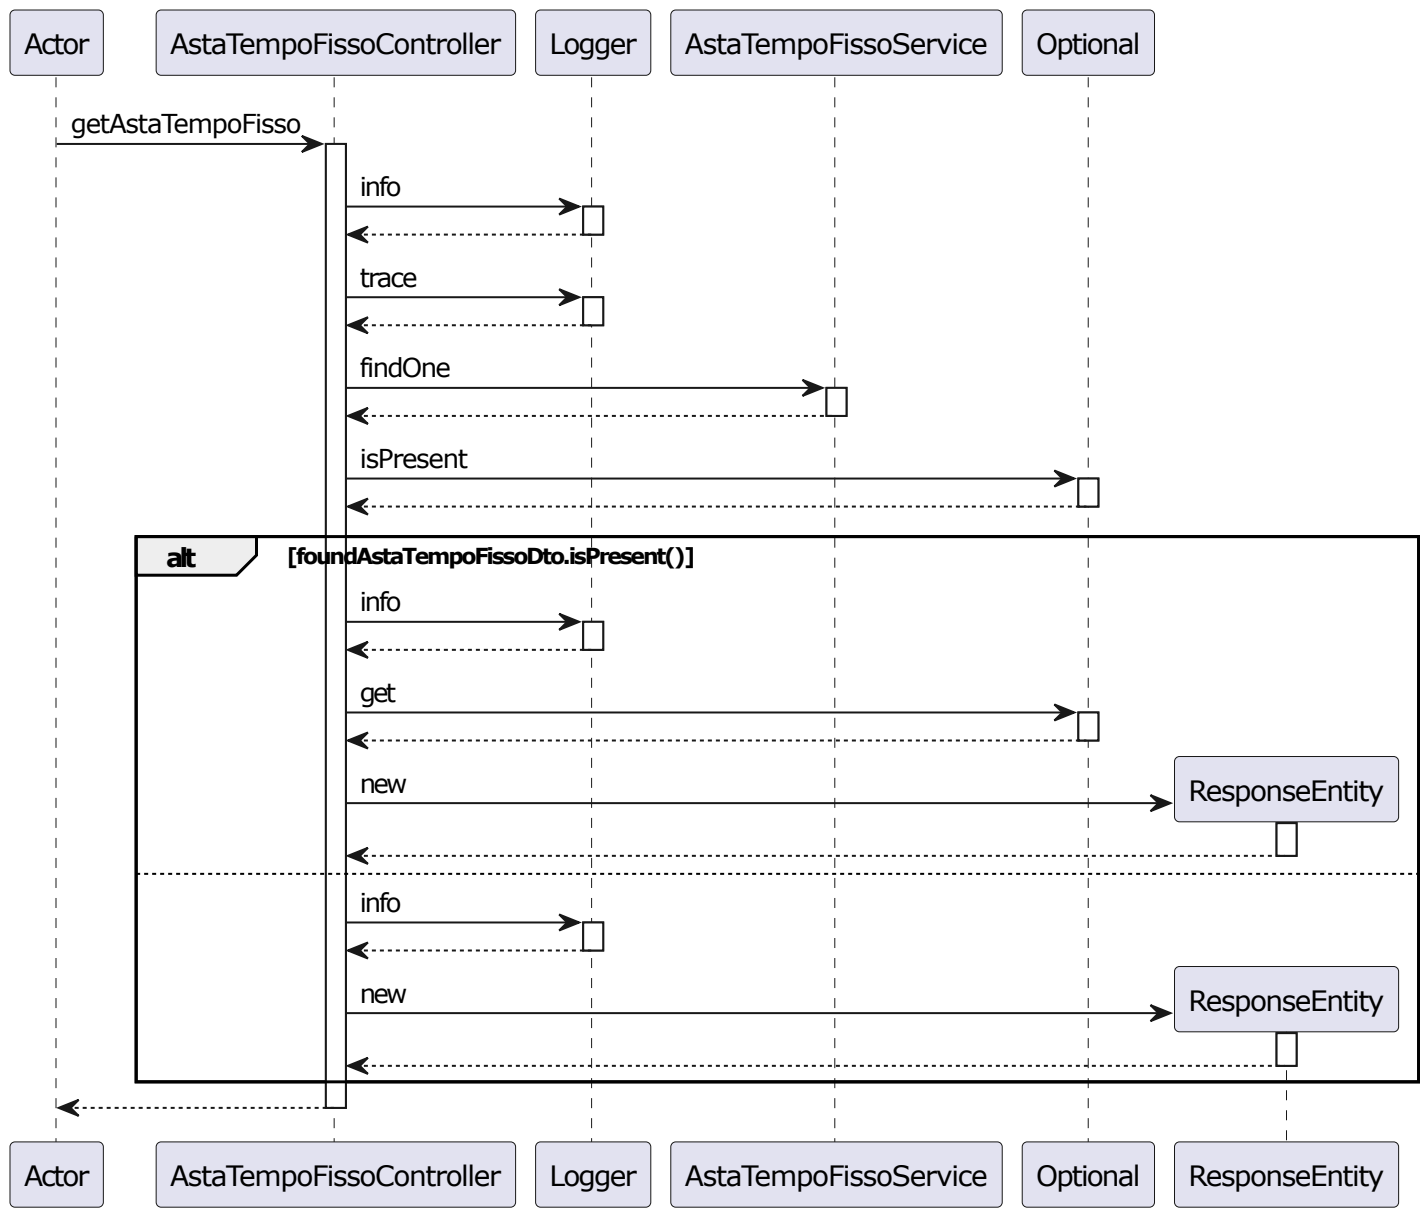 Actor AstaTempoFissoController Logger AstaTempoFissoService Optional
getAstaTempoFisso
info
trace
findOne
isPresent
alt [foundAstaTempoFissoDto.isPresent()]
info
get
new ResponseEntity
info
new ResponseEntity
Actor AstaTempoFissoController Logger AstaTempoFissoService Optional ResponseEntity